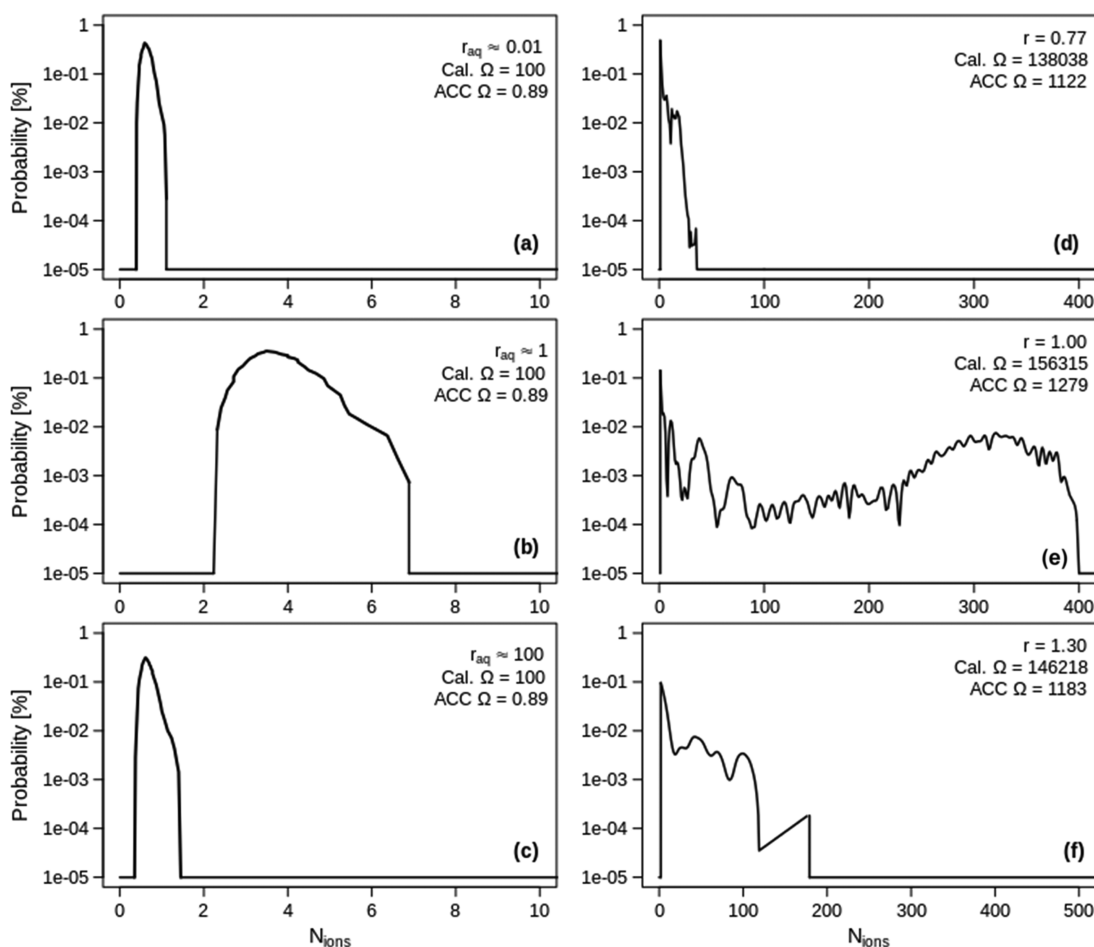 Probability [%]
1
1e-01
1e-02
1e-03
1e-04
1e-05
r_aq ≈ 0.01
Cal. Ω = 100
ACC Ω = 0.89
(a)
0 2 4 6 8 10
1
1e-01
1e-02
1e-03
1e-04
1e-05
r = 0.77
Cal. Ω = 138038
ACC Ω = 1122
(d)
0 100 200 300 400
Probability [%]
1
1e-01
1e-02
1e-03
1e-04
1e-05
r_aq ≈ 1
Cal. Ω = 100
ACC Ω = 0.89
(b)
0 2 4 6 8 10
1
1e-01
1e-02
1e-03
1e-04
1e-05
r = 1.00
Cal. Ω = 156315
ACC Ω = 1279
(e)
0 100 200 300 400
Probability [%]
1
1e-01
1e-02
1e-03
1e-04
1e-05
r_aq ≈ 100
Cal. Ω = 100
ACC Ω = 0.89
(c)
0 2 4 6 8 10
N_ions
1
1e-01
1e-02
1e-03
1e-04
1e-05
r = 1.30
Cal. Ω = 146218
ACC Ω = 1183
(f)
0 100 200 300 400 500
N_ions